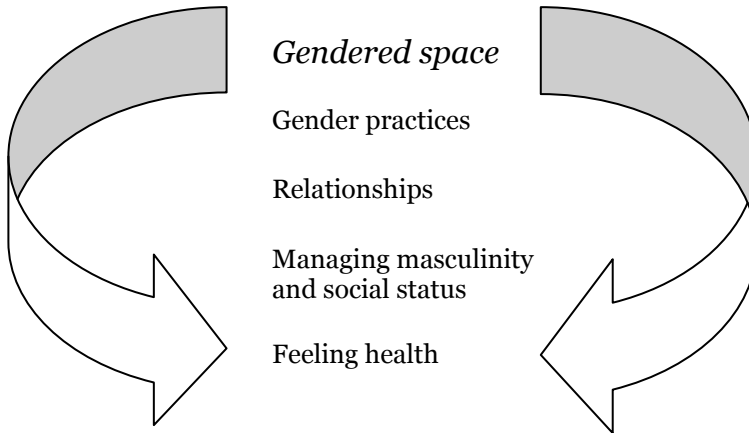 Gendered space
Gender practices
Relationships
Managing masculinity
and social status
Feeling health